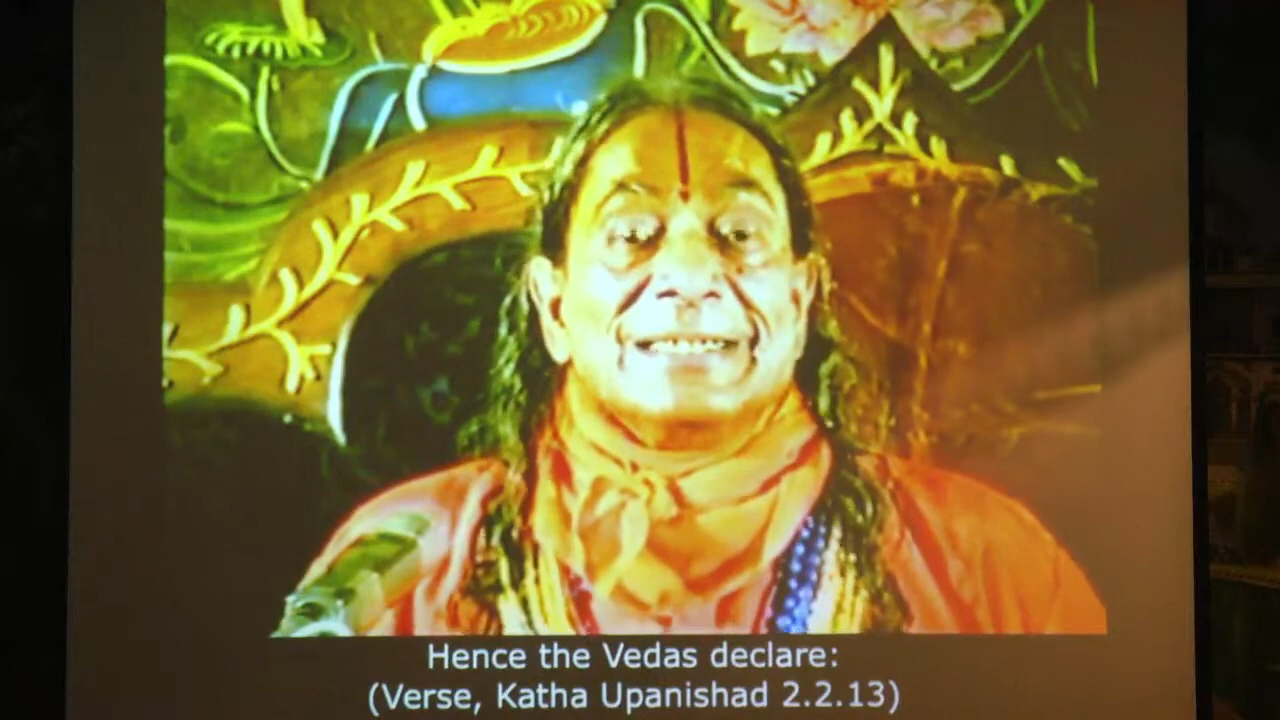 Hence the Vedas declare:
(Verse, Katha Upanishad 2.2.13)